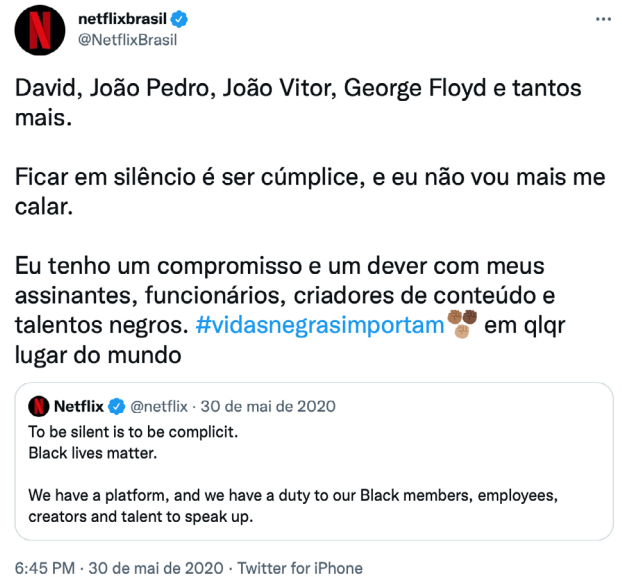 netflixbrasil
@NetflixBrasil
David, João Pedro, João Vitor, George Floyd e tantos
mais.
Ficar em silêncio é ser cúmplice, e eu não vou mais me
calar.
Eu tenho um compromisso e um dever com meus
assinantes, funcionários, criadores de conteúdo e
talentos negros. #vidasnegrasimportam✊🏽✊🏿✊🏼 em qlqr
lugar do mundo
Netflix @netflix · 30 de mai de 2020
To be silent is to be complicit.
Black lives matter.
We have a platform, and we have a duty to our Black members, employees,
creators and talent to speak up.
6:45 PM · 30 de mai de 2020 · Twitter for iPhone